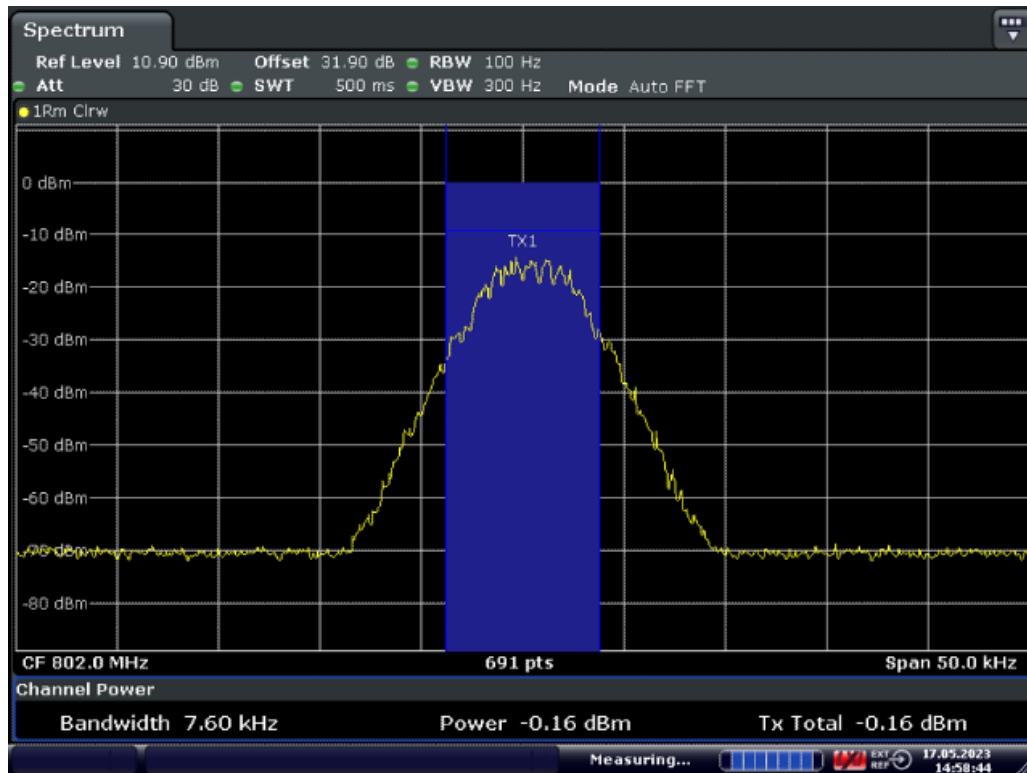 Spectrum
Ref Level 10.90 dBm Offset 31.90 dB RBW 100 Hz
Att 30 dB SWT 500 ms VBW 300 Hz Mode Auto FFT
1Rm Clrw
0 dBm
-10 dBm
TX1
-20 dBm
-30 dBm
-40 dBm
-50 dBm
-60 dBm
-80 dBm
CF 802.0 MHz 691 pts Span 50.0 kHz
Channel Power
Bandwidth 7.60 kHz Power -0.16 dBm Tx Total -0.16 dBm
Measuring... EXT REF 17.05.2023
14:58:44